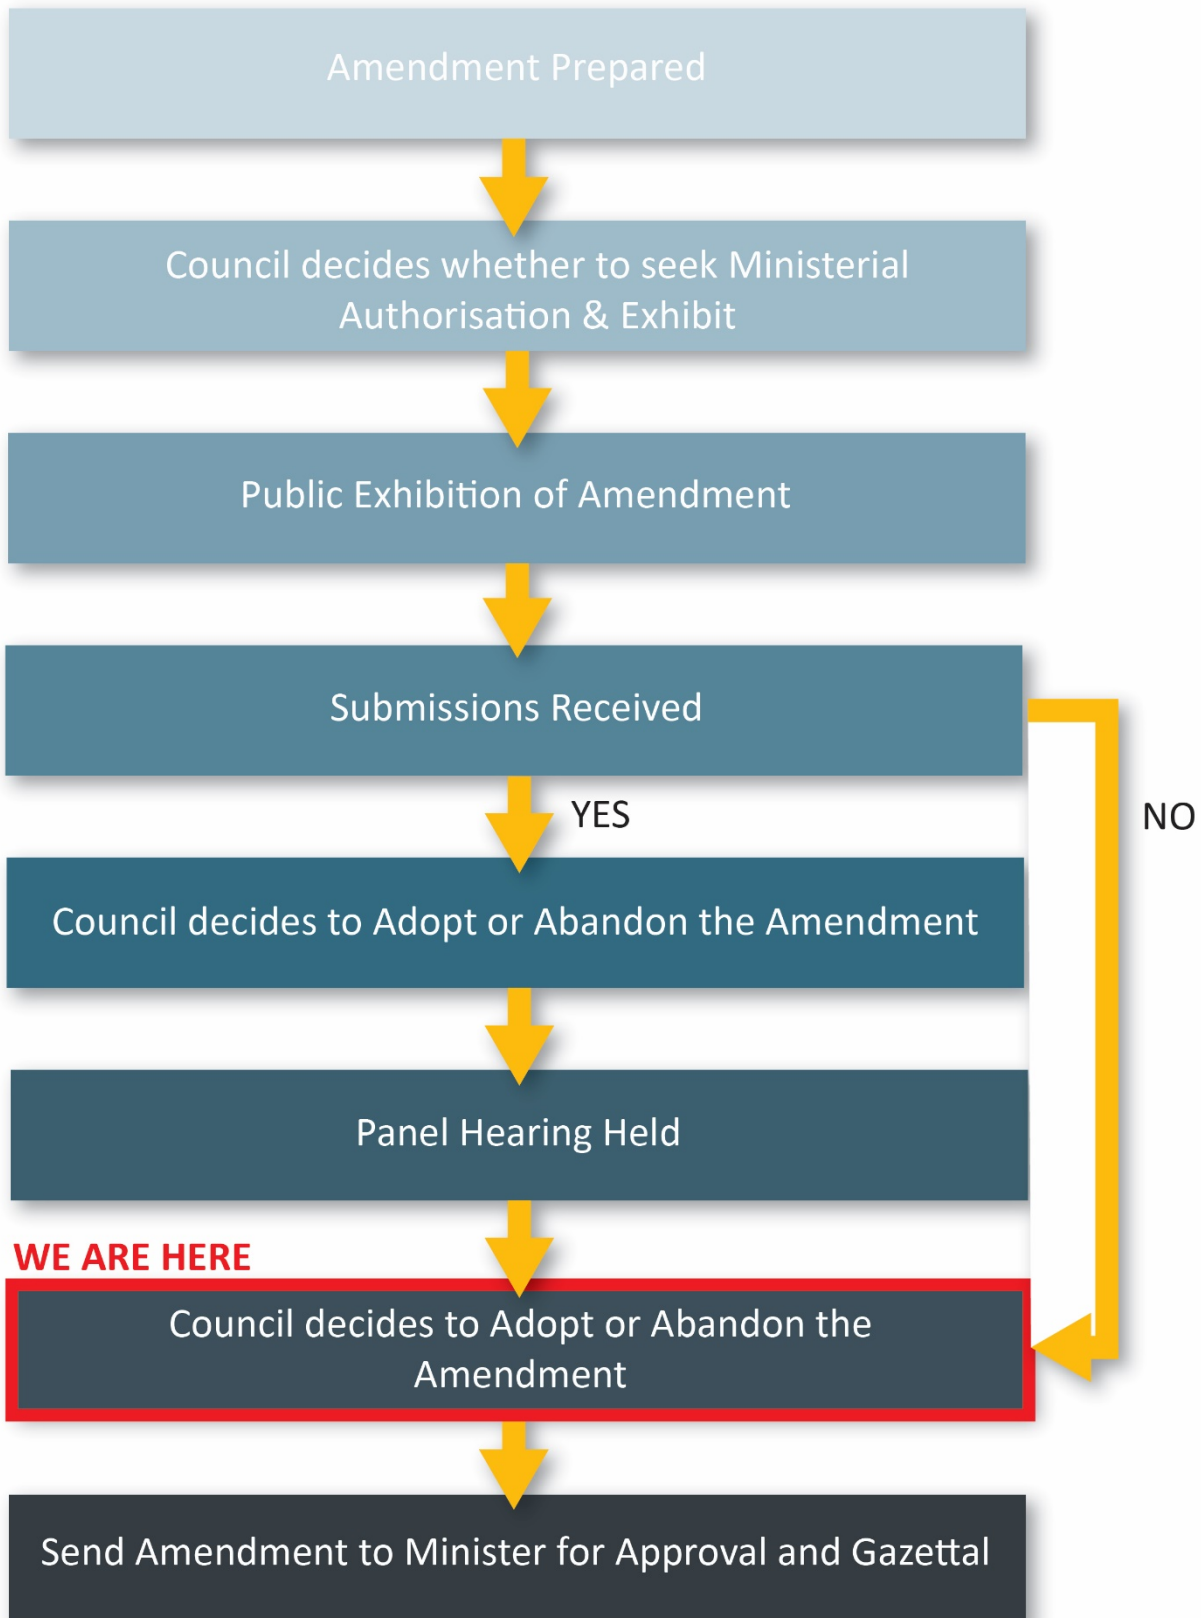 Amendment Prepared
Council decides whether to seek Ministerial
Authorisation & Exhibit
Public Exhibition of Amendment
Submissions Received
YES
NO
Council decides to Adopt or Abandon the Amendment
Panel Hearing Held
WE ARE HERE
Council decides to Adopt or Abandon the
Amendment
Send Amendment to Minister for Approval and Gazettal